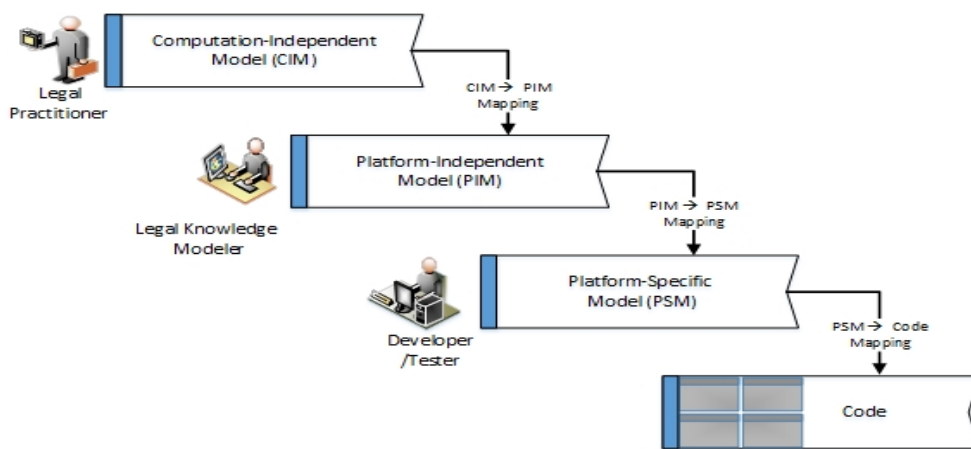 Computation-Independent
Model (CIM)
Legal
Practitioner
CIM → PIM
Mapping
Platform-Independent
Model (PIM)
Legal Knowledge
Modeler
PIM → PSM
Mapping
Platform-Specific
Model (PSM)
Developer
/Tester
PSM → Code
Mapping
Code